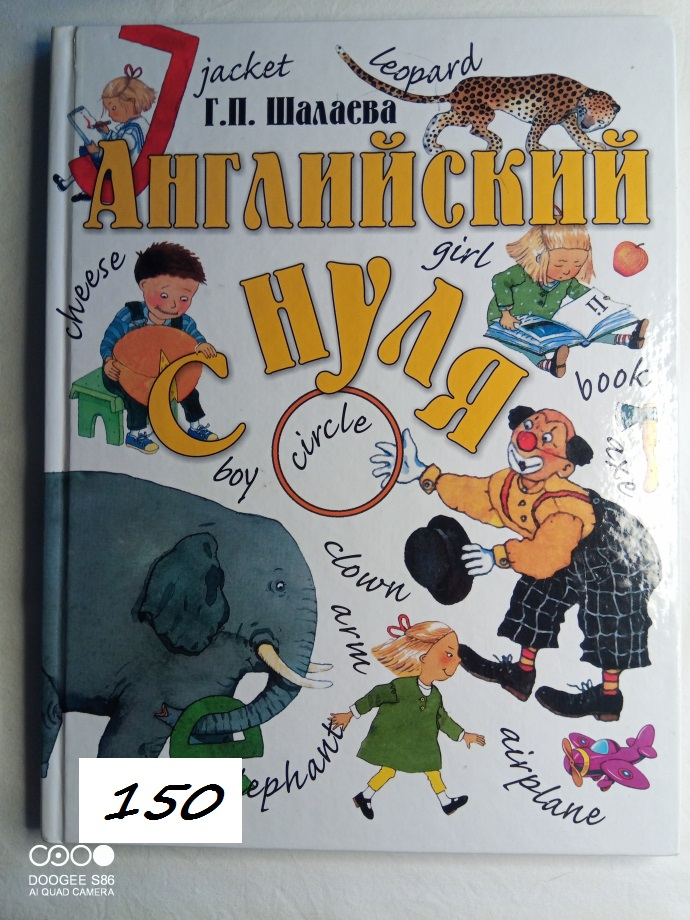 jacket
leopard
Г.П. Шалаева
Английский
с нуля
cheese
girl
book
axe
circle
boy
clown
arm
elephant
airplane
150
DOOGEE S86
AI QUAD CAMERA